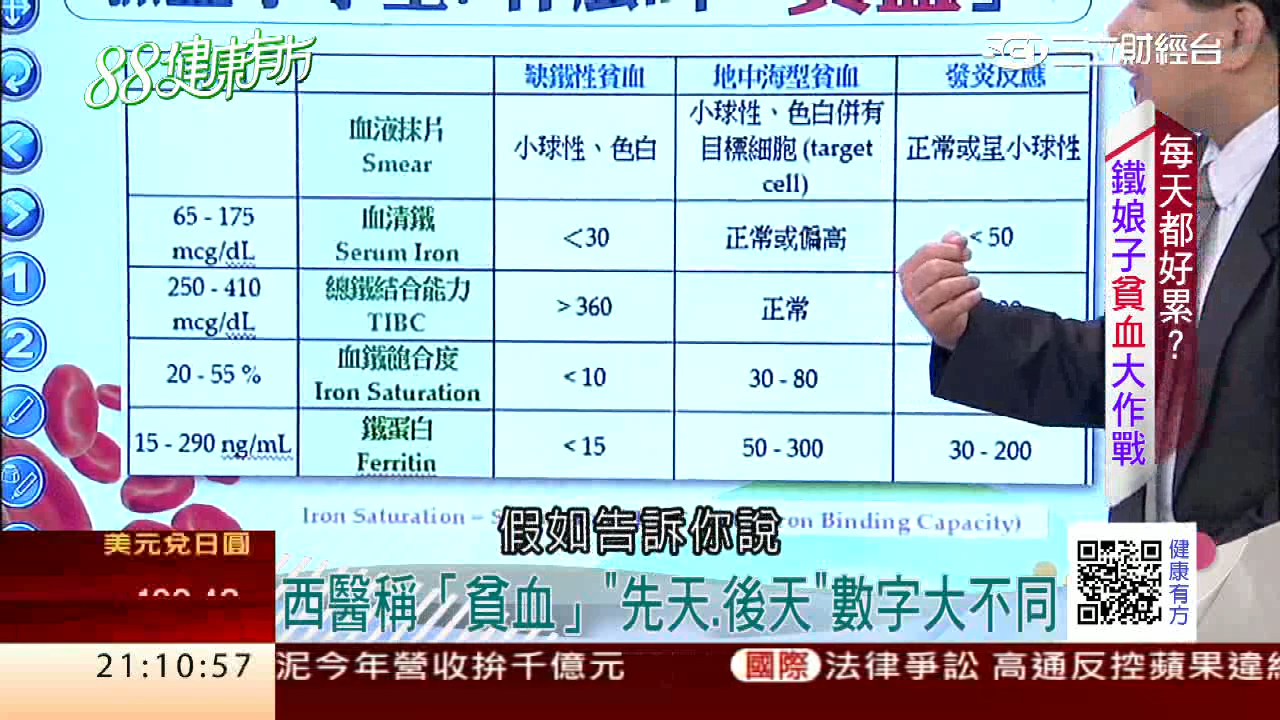 88健康有方
SET 三立財經台
缺鐵性貧血
地中海型貧血
發炎反應
血液抹片
Smear
小球性、色白
小球性、色白併有
目標細胞 (target
cell)
正常或呈小球性
65 - 175
mcg/dL
血清鐵
Serum Iron
<30
正常或偏高
< 50
250 - 410
mcg/dL
總鐵結合能力
TIBC
> 360
正常
20 - 55 %
血鐵飽合度
Iron Saturation
< 10
30 - 80
15 - 290 ng/mL
鐵蛋白
Ferritin
< 15
50 - 300
30 - 200
1
2
Iron Saturation =
Iron Binding Capacity)
每天都好累?
鐵娘子貧血大作戰
假如告訴你說
美元兌日圓
西醫稱「貧血」"先天.後天"數字大不同
健康有方
21:10:57
泥今年營收拚千億元
國際 法律爭訟 高通反控蘋果違